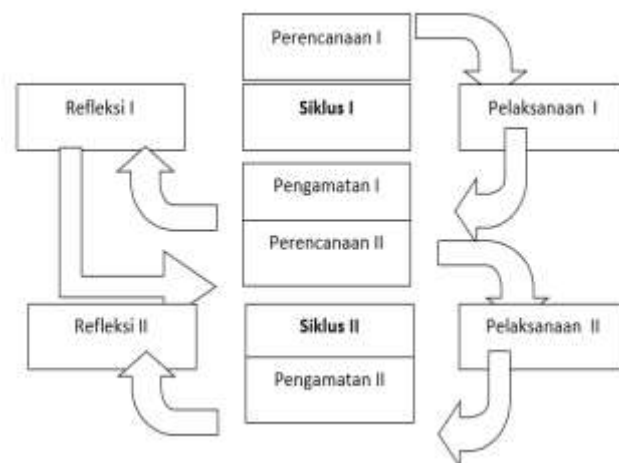 Perencanaan I
Refleksi I
Siklus I
Pelaksanaan I
Pengamatan I
Perencanaan II
Refleksi II
Siklus II
Pelaksanaan II
Pengamatan II